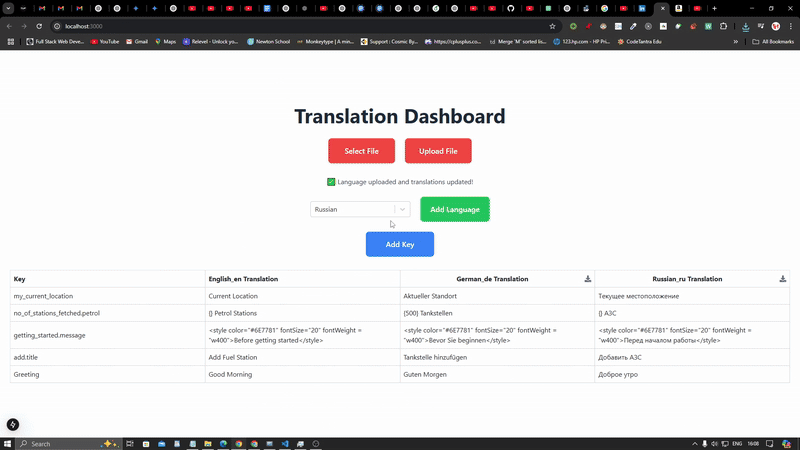 localhost:3000
Full Stack Web Deve...
YouTube
Gmail
Maps
Relevel - Unlock yo...
Newton School
Monkeytype | A min...
Support : Cosmic By...
https://cplusplus.co...
Merge 'M' sorted lis...
123.hp.com - HP Pri...
CodeTantra Edu
All Bookmarks
Translation Dashboard
Select File
Upload File
Language uploaded and translations updated!
Russian
Add Language
Add Key
Key English_en Translation German_de Translation Russian_ru Translation
my_current_location Current Location Aktueller Standort Текущее местоположение
no_of_stations_fetched.petrol {} Petrol Stations {500} Tankstellen {} АЗС
getting_started.message <style color="#6E7781" fontSize="20" fontWeight = "w400">Before getting started</style> <style color="#6E7781" fontSize="20" fontWeight = "w400">Bevor Sie beginnen</style> <style color="#6E7781" fontSize="20" fontWeight = "w400">Перед началом работы</style>
add.title Add Fuel Station Tankstelle hinzufügen Добавить АЗС
Greeting Good Morning Guten Morgen Доброе утро
Search
ENG
16:08